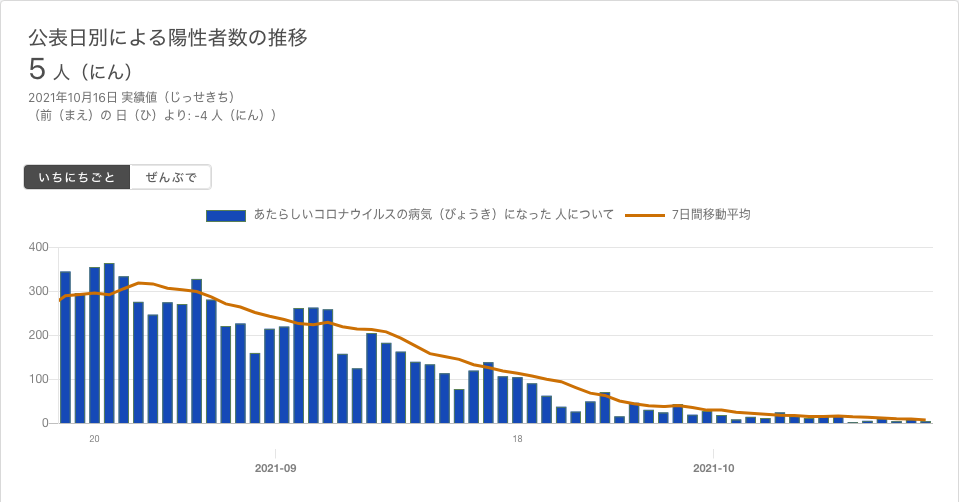 公表日別による陽性者数の推移
5 人（にん）
2021年10月16日 実績値（じっせきち）
（前（まえ）の 日（ひ）より: -4 人（にん））
いちにちごと ぜんぶで
あたらしいコロナウイルスの病気（びょうき）になった 人について 7日間移動平均
400
300
200
100
0
20 18
2021-09 2021-10